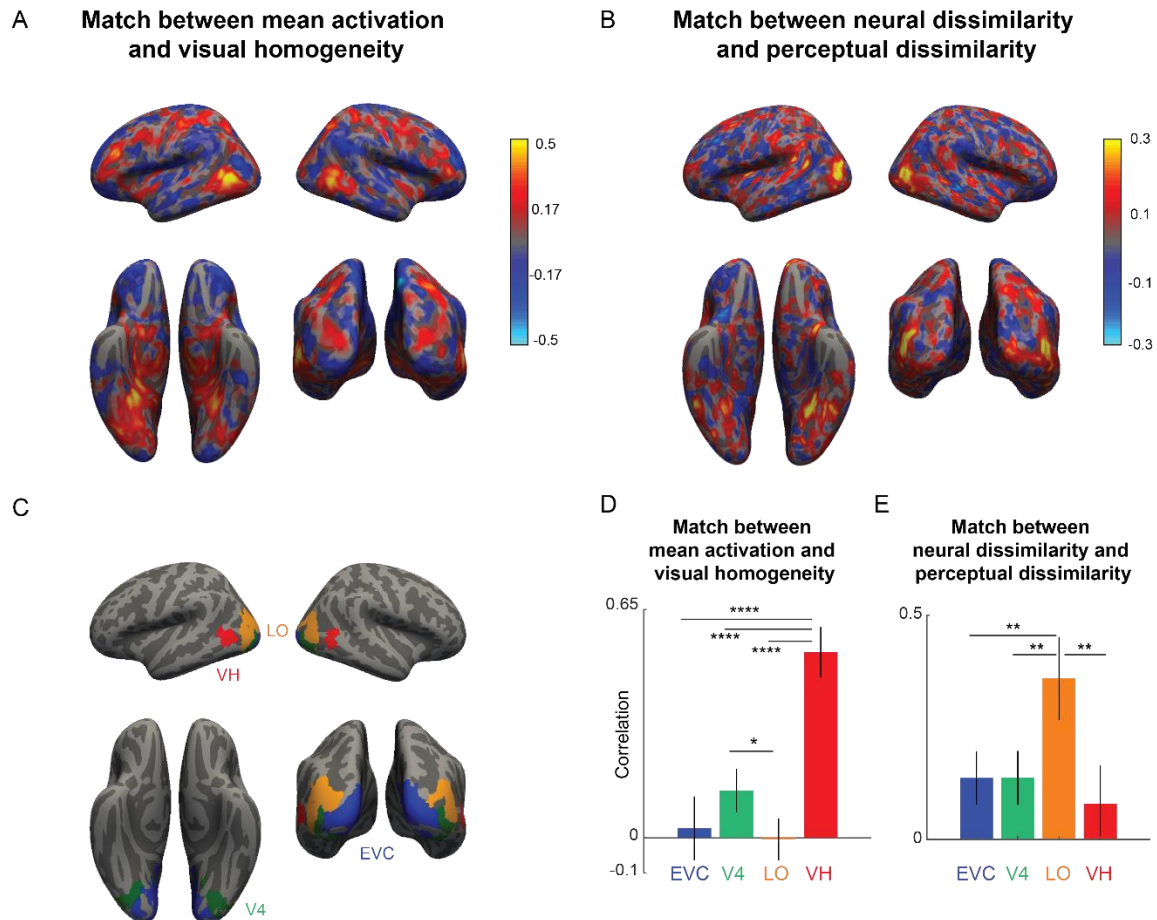 A
Match between mean activation
and visual homogeneity
0.5
0.17
-0.17
-0.5
B
Match between neural dissimilarity
and perceptual dissimilarity
0.3
0.1
-0.1
-0.3
C
LO
VH
EVC
V4
D
Match between
mean activation and
visual homogeneity
0.65
Correlation
0
-0.1
****
****
****
*
EVC V4 LO VH
E
Match between
neural dissimilarity and
perceptual dissimilarity
0.5
0
**
** **
EVC V4 LO VH